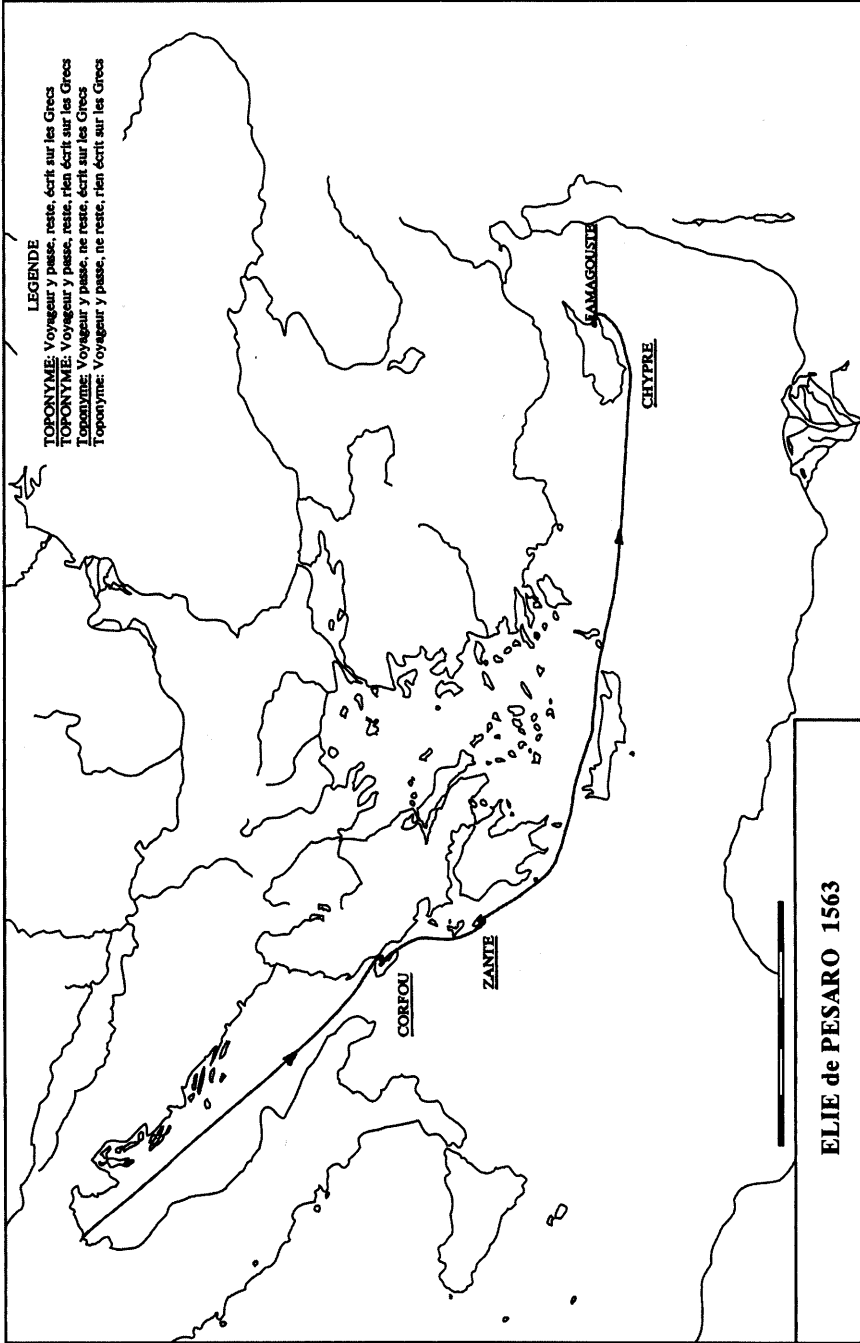 LEGENDE
TOPONYME: Voyageur y passe, reste, écrit sur les Grecs
TOPONYME: Voyageur y passe, reste, rien écrit sur les Grecs
Toponyme: Voyageur y passe, ne reste, écrit sur les Grecs
Toponyme: Voyageur y passe, ne reste, rien écrit sur les Grecs
CORFOU
ZANTE
FAMAGOUSTE
CHYPRE
ELIE de PESARO 1563